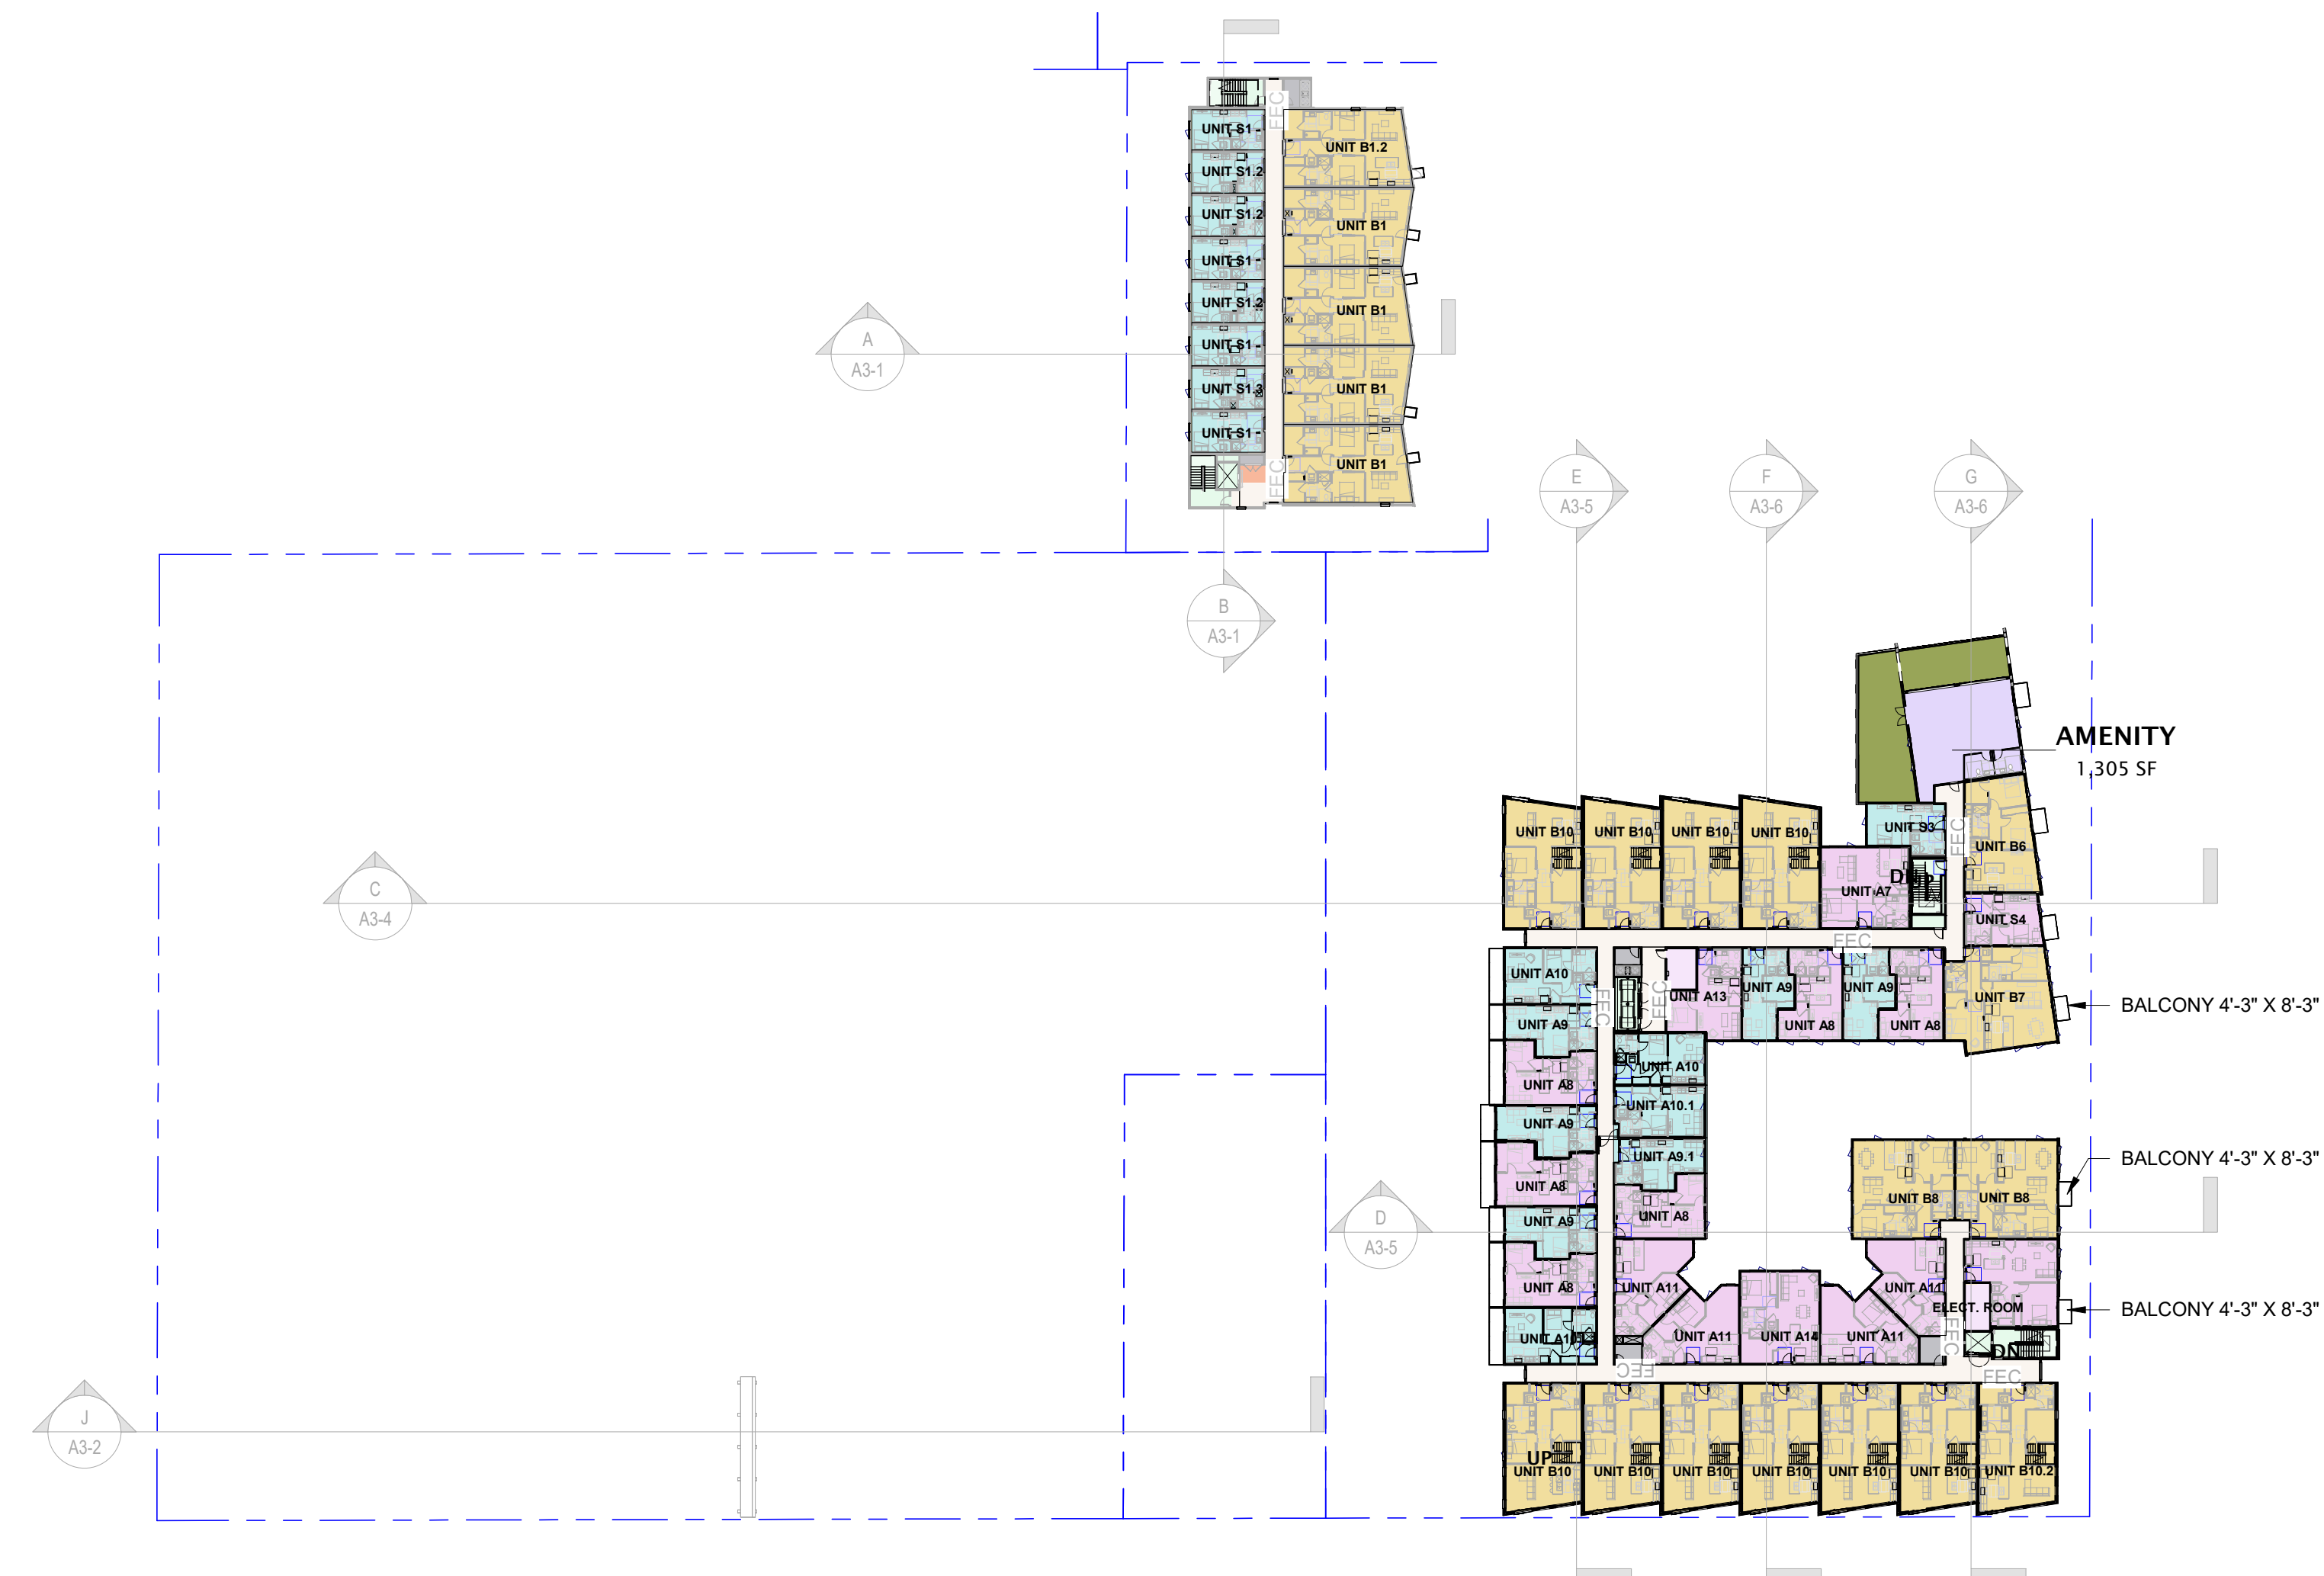 FEC
UNIT S1
UNIT B1.2
UNIT S1.2
UNIT S1.2
UNIT B1
UNIT S1
UNIT S1.2
UNIT B1
UNIT S1
A
A3-1
UNIT S1.3
UNIT B1
UNIT S1
UNIT B1
FEC
E
A3-5
F
A3-6
G
A3-6
B
A3-1
AMENITY
1,305 SF
UNIT B10
UNIT B10
UNIT B10
UNIT B10
UNIT S3
FEC
UNIT B6
DN
UNIT A7
C
A3-4
UNIT S4
FEC
UNIT A10
FEC
FEC
UNIT A13
UNIT A9
UNIT A9
UNIT B7
BALCONY 4'-3" X 8'-3"
UNIT A9
UNIT A8
UNIT A8
UNIT A10
UNIT A8
UNIT A10.1
UNIT A9
UNIT A9.1
BALCONY 4'-3" X 8'-3"
UNIT A8
UNIT B8
UNIT B8
UNIT A8
D
A3-5
UNIT A9
UNIT A8
UNIT A11
UNIT A11
ELECT. ROOM
BALCONY 4'-3" X 8'-3"
UNIT A10
UNIT A11
UNIT A14
UNIT A11
FEC
DN
FEC
FEC
J
A3-2
UP
UNIT B10
UNIT B10
UNIT B10
UNIT B10
UNIT B10
UNIT B10
UNIT B10.2